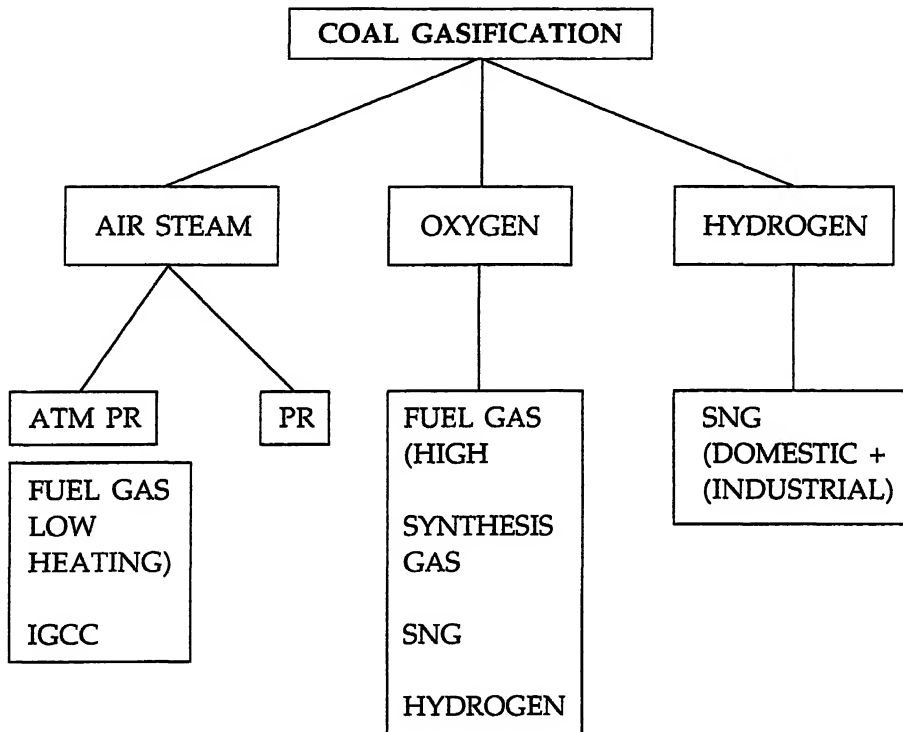 COAL GASIFICATION
AIR STEAM
OXYGEN
HYDROGEN
ATM PR
PR
FUEL GAS
LOW
HEATING)
IGCC
FUEL GAS
(HIGH
SYNTHESIS
GAS
SNG
HYDROGEN
SNG
(DOMESTIC +
(INDUSTRIAL)